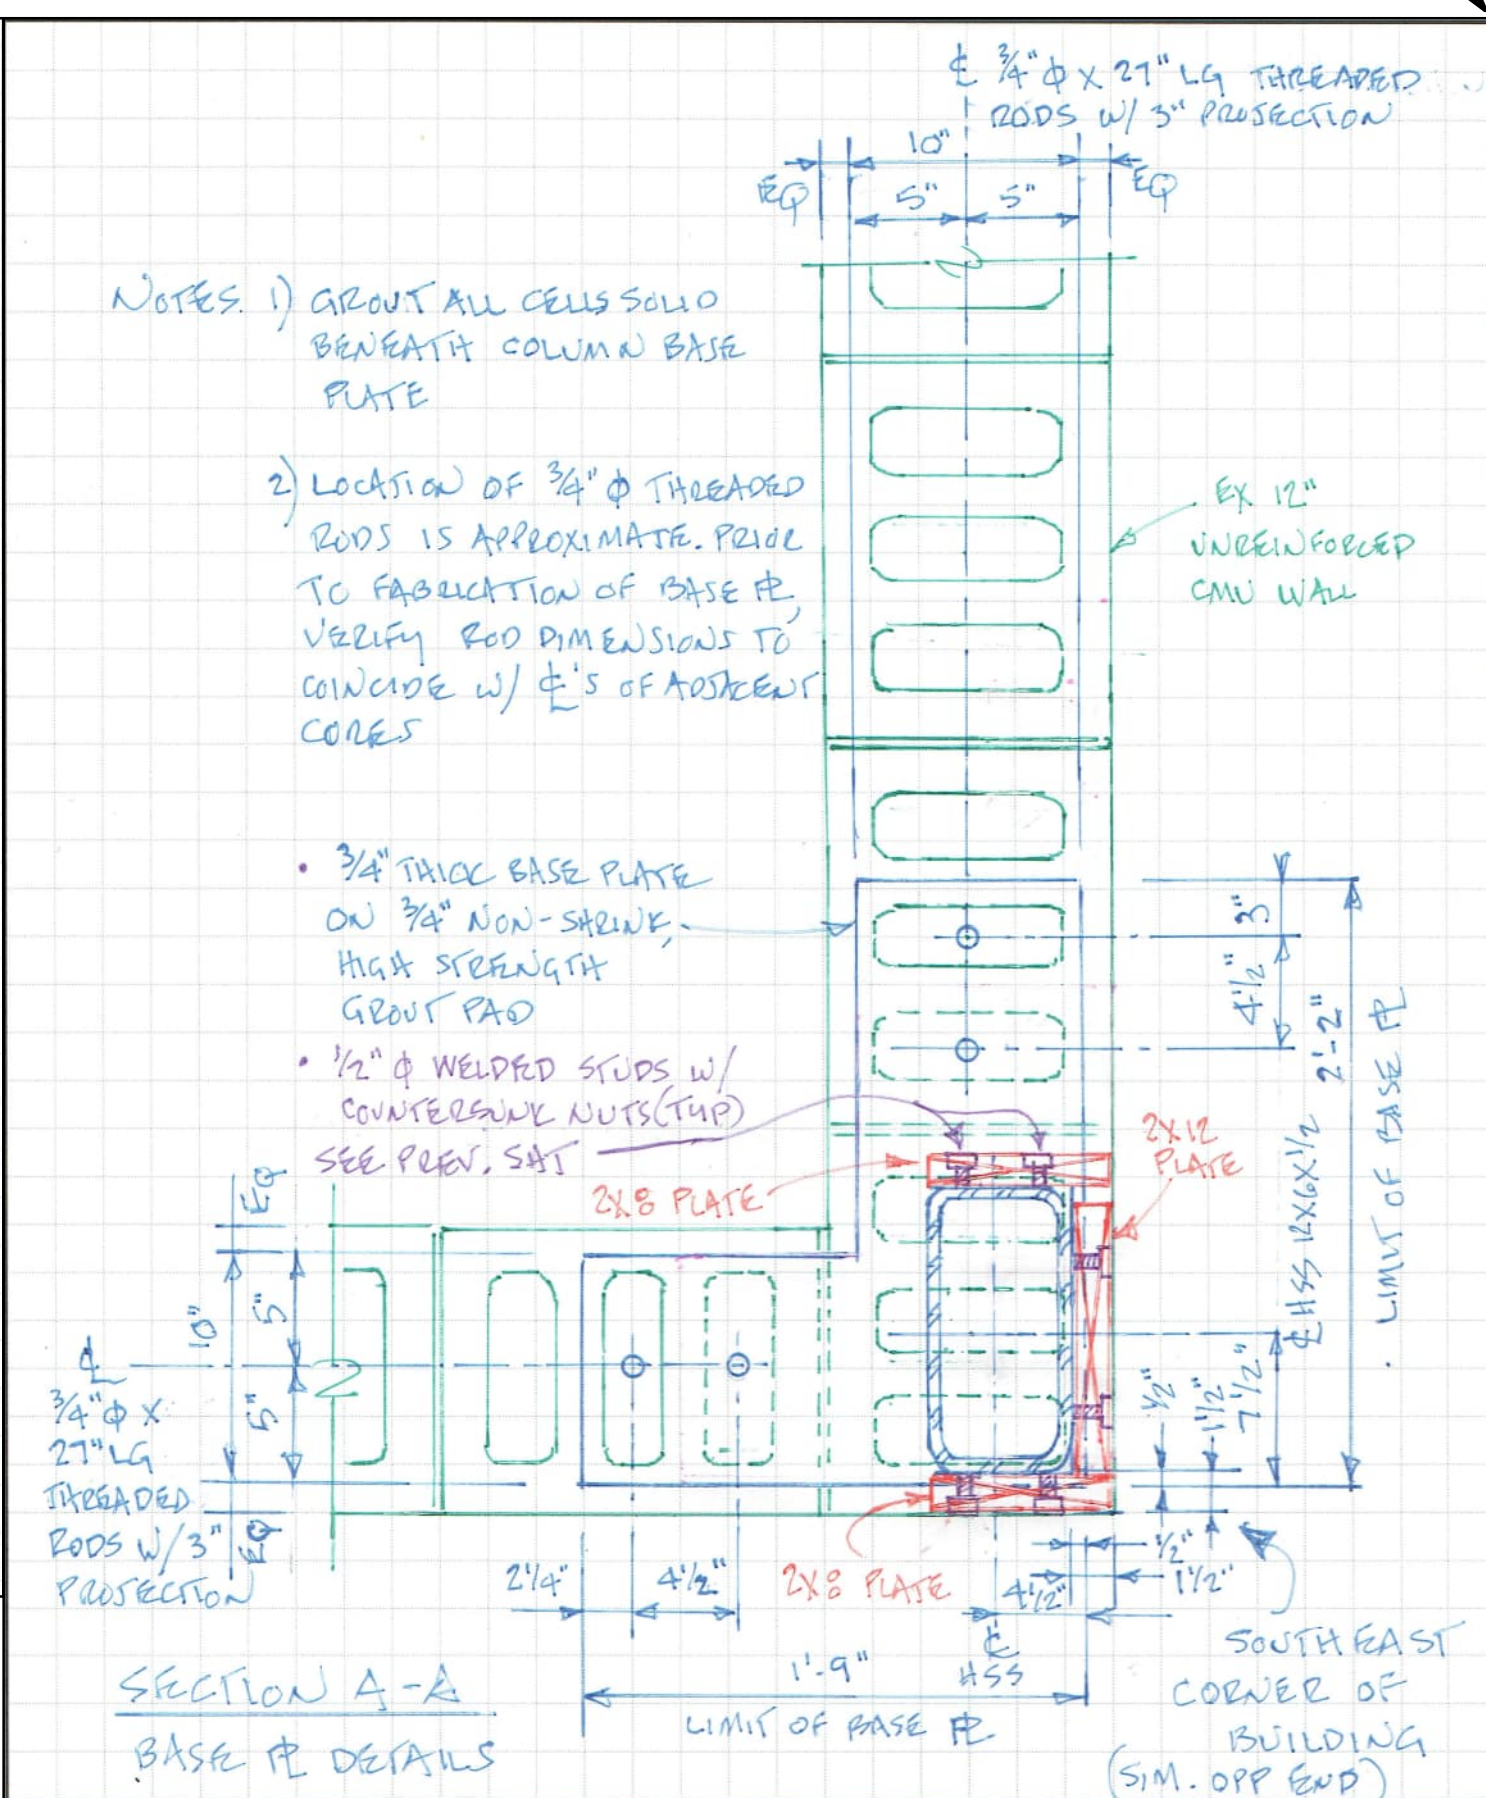 ℄ 3/4" ϕ X 27" LG THREADED
RODS W/ 3" PROJECTION
10"
EQ
EQ
5"
5"
NOTES. 1) GROUT ALL CELLS SOLID
BENEATH COLUMN BASE
PLATE
2) LOCATION OF 3/4" ϕ THREADED
RODS IS APPROXIMATE. PRIOR
TO FABRICATION OF BASE PL,
VERIFY ROD DIMENSIONS TO
COINCIDE W/ ℄'S OF ADJACENT
CORES
EX 12"
UNREINFORCED
CMU WALL
• 3/4" THICK BASE PLATE
ON 3/4" NON-SHRINK,
HIGH STRENGTH
GROUT PAD
• 1/2" ϕ WELDED STUDS W/
COUNTERSUNK NUTS (TYP)
SEE PREV. SHT
3"
4 1/2"
2'-2"
• LIMIT OF BASE PL
2X12
PLATE
2X8 PLATE
℄ HSS 12X6X1/2
EQ
10"
5"
5"
EQ
℄
3/4" ϕ X
27" LG
THREADED
RODS W/ 3"
PROJECTION
1/2"
1 1/2"
7 1/2"
2 1/4"
4 1/2"
2X8 PLATE
4 1/2"
1/2"
1 1/2"
℄
HSS
1'-9"
LIMIT OF BASE PL
SOUTHEAST
CORNER OF
BUILDING
(SIM. OPP END)
SECTION A-A
BASE PL DETAILS